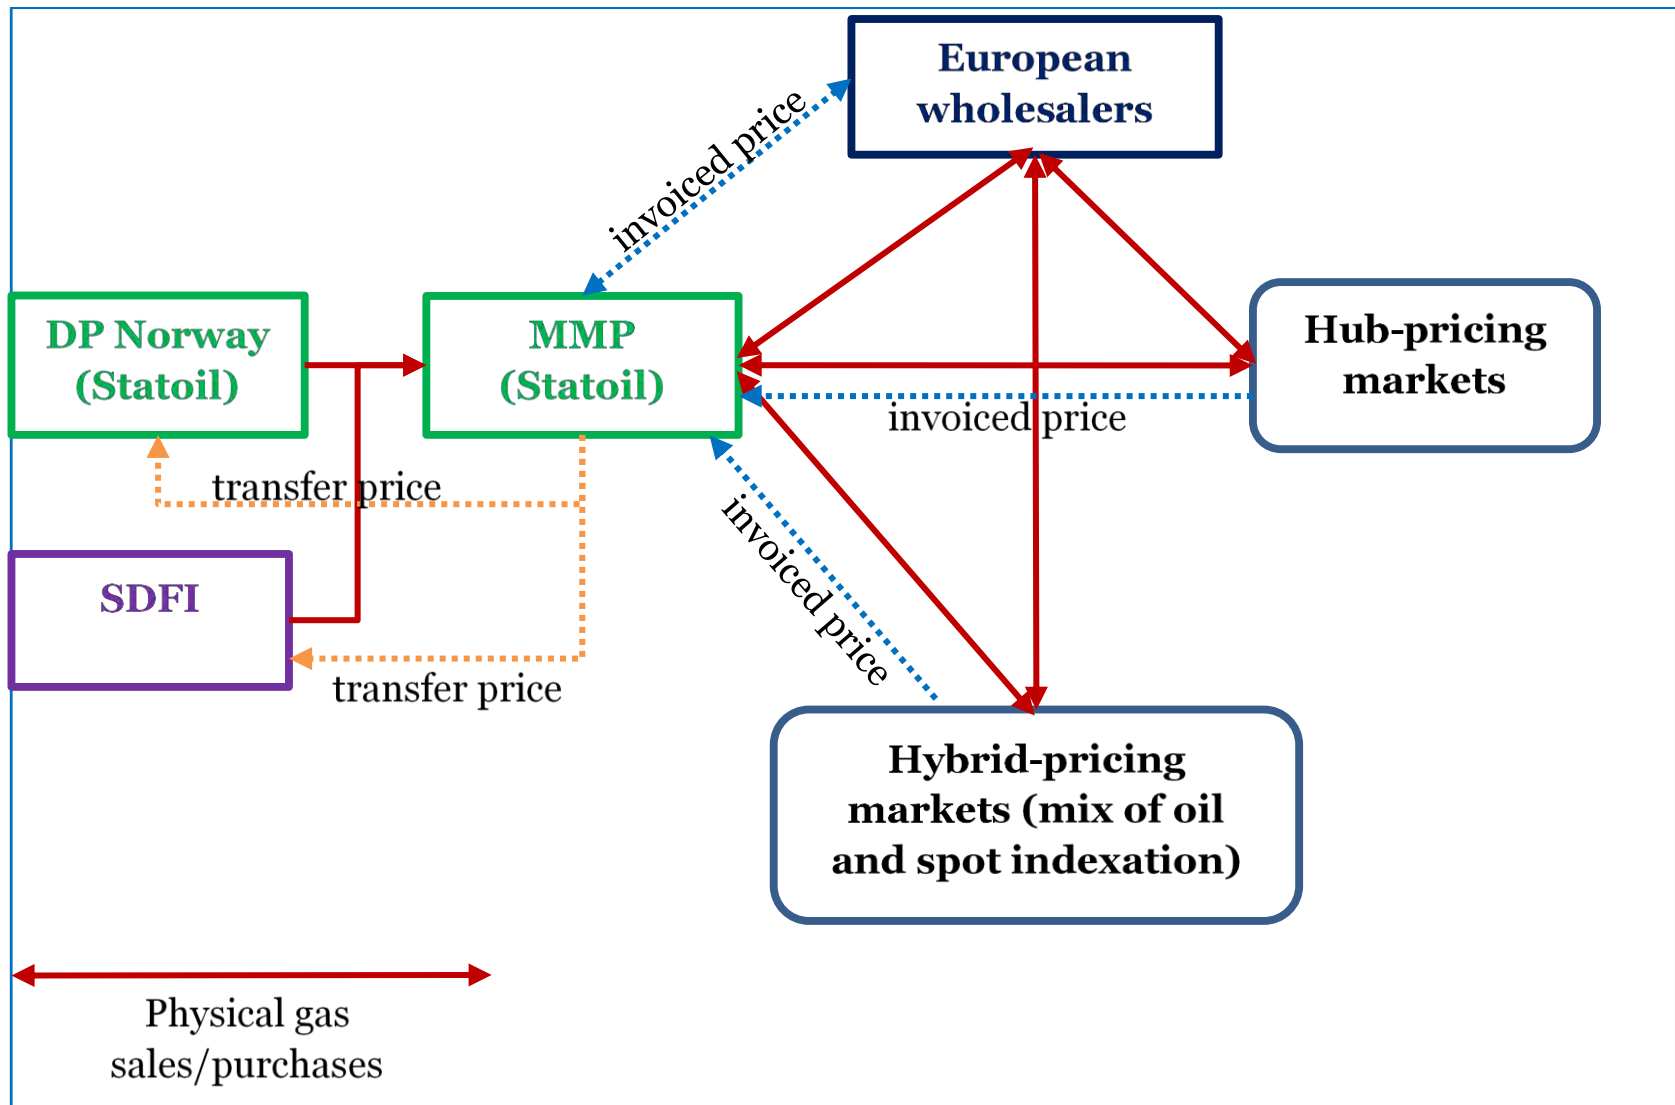 European
wholesalers
invoiced price
DP Norway
(Statoil)
MMP
(Statoil)
Hub-pricing
markets
invoiced price
transfer price
invoiced price
SDFI
transfer price
Hybrid-pricing
markets (mix of oil
and spot indexation)
Physical gas
sales/purchases